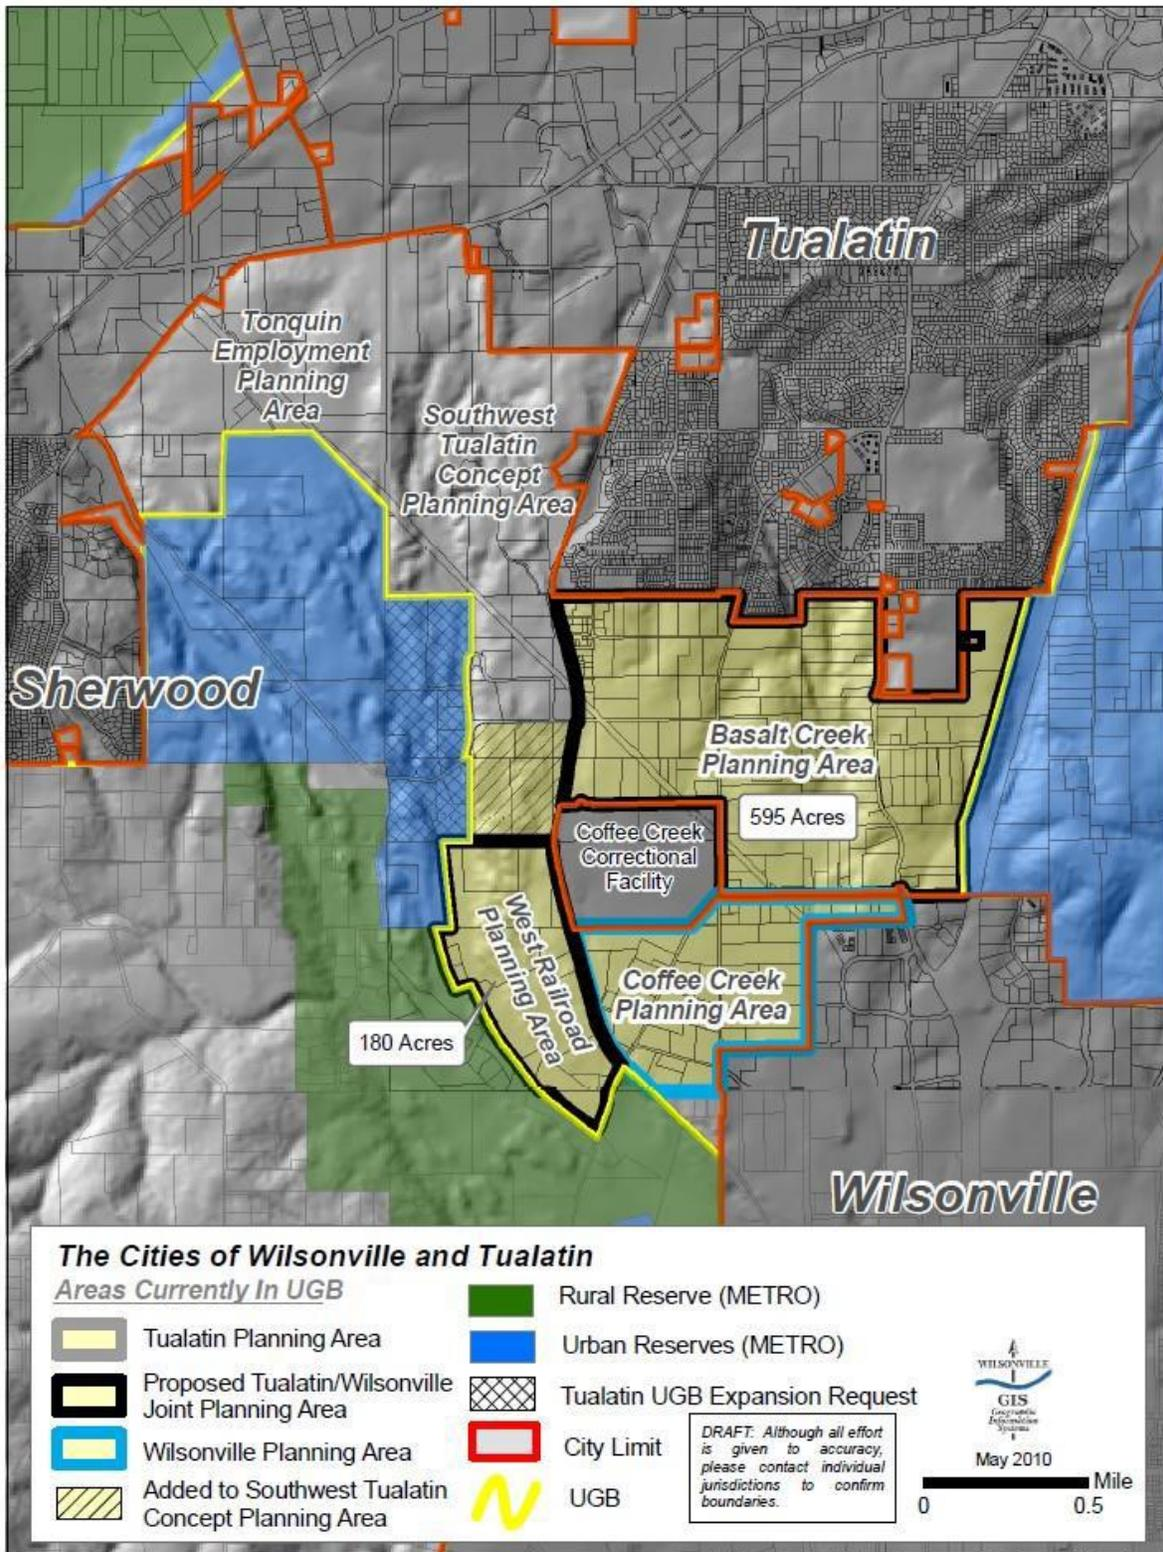 Tualatin
Tonquin
Employment
Planning
Area
Southwest
Tualatin
Concept
Planning Area
Sherwood
Basalt Creek
Planning Area
595 Acres
Coffee Creek
Correctional
Facility
West Railroad
Planning Area
Coffee Creek
Planning Area
180 Acres
Wilsonville
The Cities of Wilsonville and Tualatin
Areas Currently In UGB
Tualatin Planning Area
Proposed Tualatin/Wilsonville
Joint Planning Area
Wilsonville Planning Area
Added to Southwest Tualatin
Concept Planning Area
Rural Reserve (METRO)
Urban Reserves (METRO)
Tualatin UGB Expansion Request
City Limit
UGB
DRAFT: Although all effort
is given to accuracy,
please contact individual
jurisdictions to confirm
boundaries.
WILSONVILLE
GIS
Geographic
Information
Systems
May 2010
Mile
0 0.5